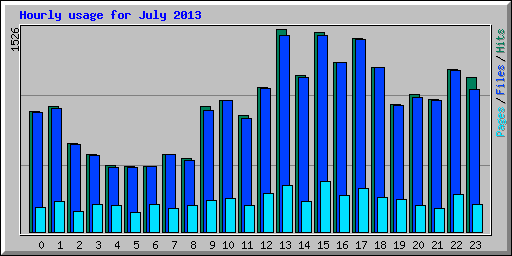 Hourly usage for July 2013
1526
Pages/Files/Hits
0 1 2 3 4 5 6 7 8 9 10 11 12 13 14 15 16 17 18 19 20 21 22 23